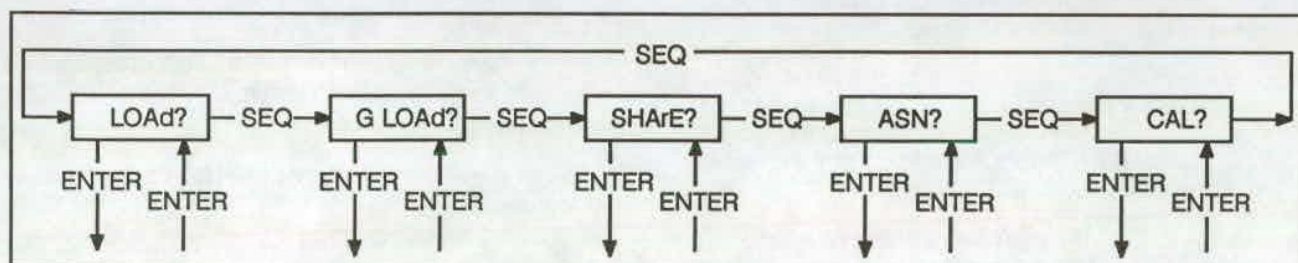 SEQ
LOAd? SEQ G LOAd? SEQ SHArE? SEQ ASN? SEQ CAL?
ENTER ENTER ENTER ENTER ENTER
ENTER ENTER ENTER ENTER ENTER